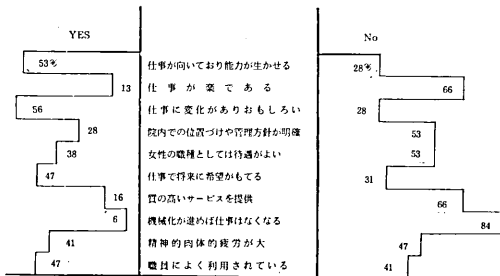 YES No
53% 仕事が向いており能力が生かせる 28%
13 仕事が楽である 66
56 仕事に変化がありおもしろい 28
28 院内での位置づけや管理方針が明確 53
38 女性の職種としては待遇がよい 53
47 仕事で将来に希望がもてる 31
16 質の高いサービスを提供 66
6 機械化が進めば仕事はなくなる 84
41 精神的肉体的疲労が大 47
47 職員によく利用されている 41